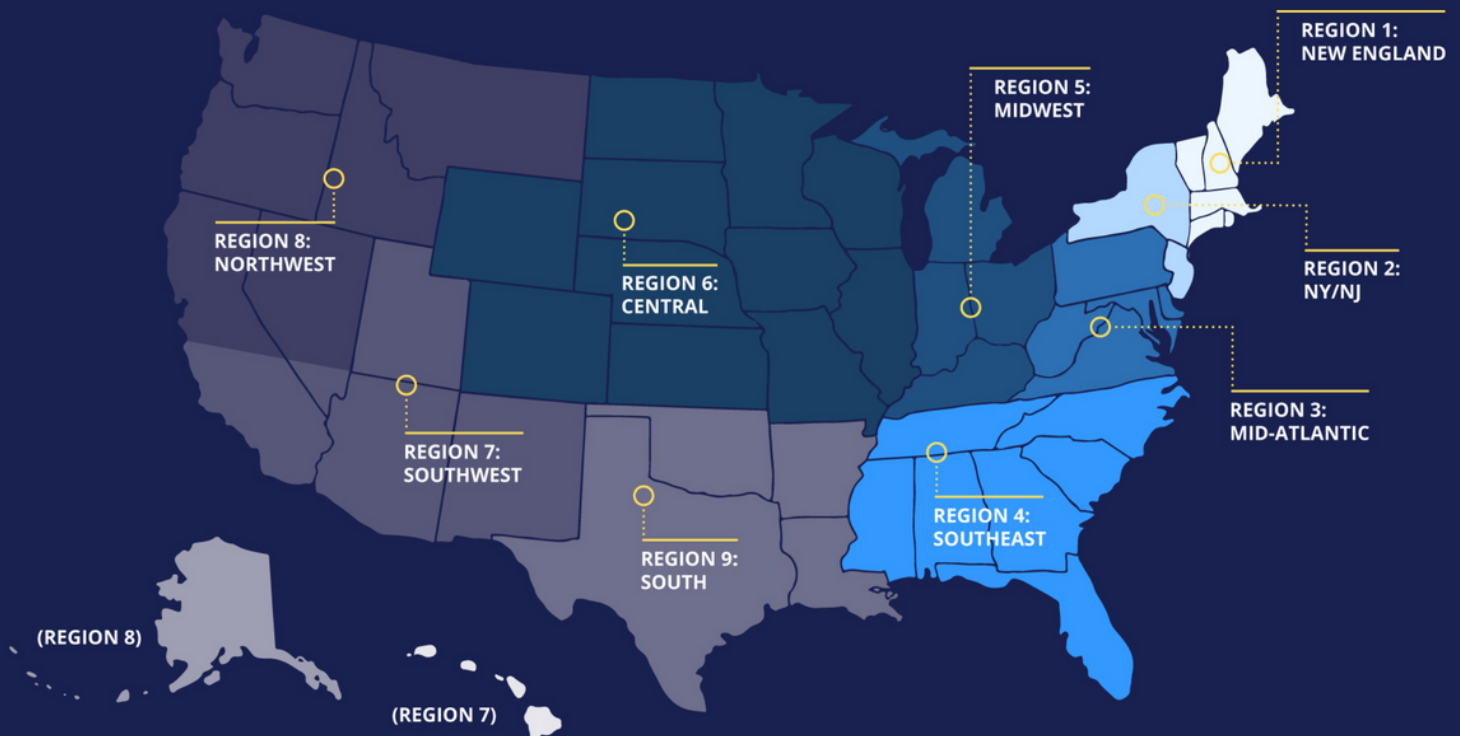 REGION 1:
NEW ENGLAND
REGION 5:
MIDWEST
REGION 8:
NORTHWEST
REGION 6:
CENTRAL
REGION 2:
NY/NJ
REGION 3:
MID-ATLANTIC
REGION 7:
SOUTHWEST
REGION 4:
SOUTHEAST
REGION 9:
SOUTH
(REGION 8)
(REGION 7)